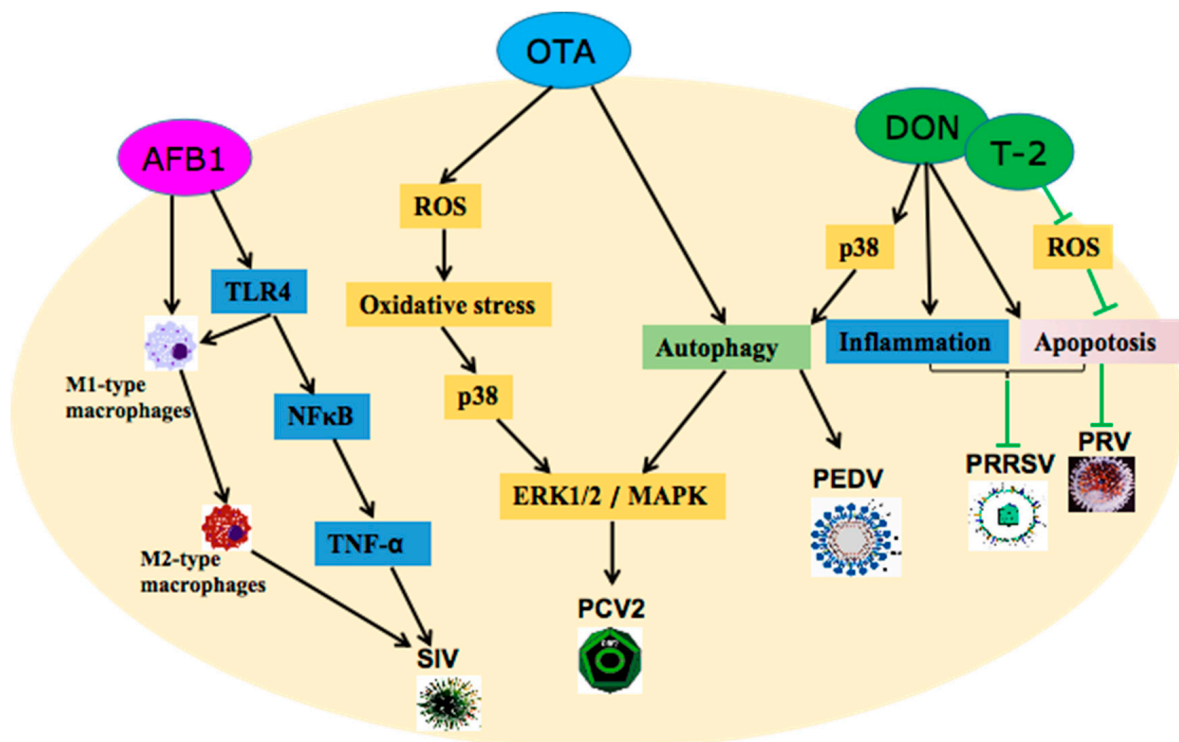 OTA
DON
T-2
AFB1
ROS
p38
ROS
TLR4
Oxidative stress
Autophagy
Inflammation
Apopotosis
M1-type
macrophages
p38
NFκB
PRV
PRRSV
PEDV
ERK1/2 / MAPK
TNF-α
M2-type
macrophages
PCV2
SIV